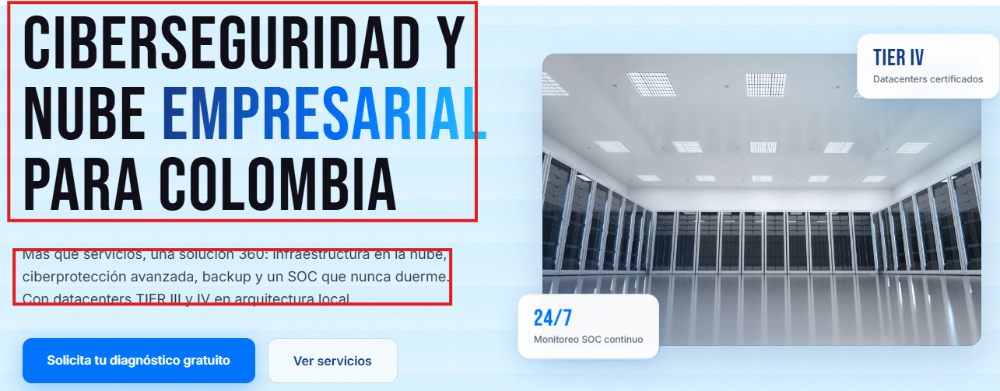 CIBERSEGURIDAD Y
NUBE EMPRESARIAL
PARA COLOMBIA
Más que servicios, una solución 360: infraestructura en la nube,
ciberprotección avanzada, backup y un SOC que nunca duerme.
Con datacenters TIER III y IV en arquitectura local.
Solicita tu diagnóstico gratuito
Ver servicios
TIER IV
Datacenters certificados
24/7
Monitoreo SOC continuo